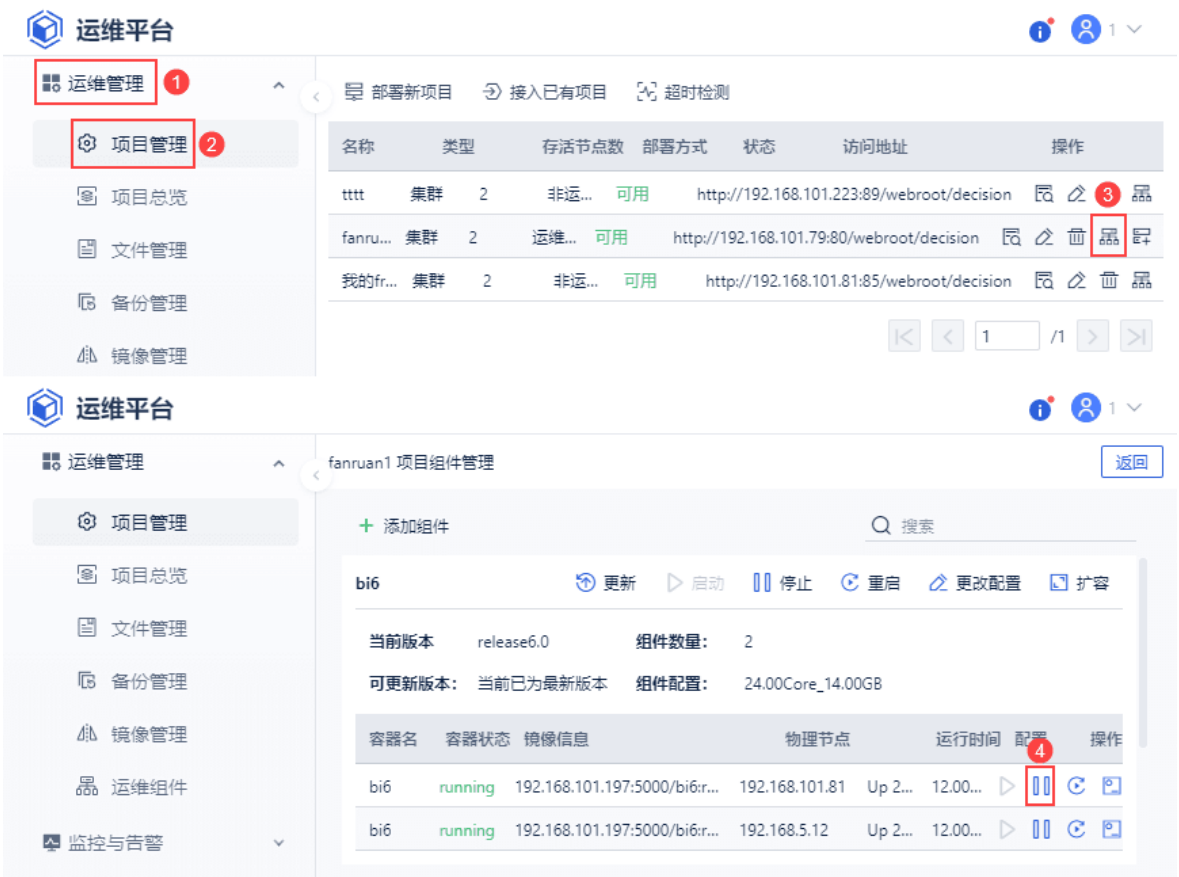 运维平台
1
运维管理 1
部署新项目 接入已有项目 超时检测
项目管理 2
名称 类型 存活节点数 部署方式 状态 访问地址 操作
项目总览
tttt 集群 2 非运... 可用 http://192.168.101.223:89/webroot/decision 3
文件管理
fanru... 集群 2 运维... 可用 http://192.168.101.79:80/webroot/decision
备份管理
我的fr... 集群 2 非运... 可用 http://192.168.101.81:85/webroot/decision
镜像管理
1 /1
运维平台
1
运维管理
fanruan1 项目组件管理 返回
项目管理
添加组件 搜索
项目总览
bi6 更新 启动 停止 重启 更改配置 扩容
文件管理
当前版本 release6.0 组件数量： 2
备份管理
可更新版本： 当前已为最新版本 组件配置： 24.00Core_14.00GB
镜像管理
容器名 容器状态 镜像信息 物理节点 运行时间 配置 操作
4
运维组件
bi6 running 192.168.101.197:5000/bi6:r... 192.168.101.81 Up 2... 12.00...
监控与告警
bi6 running 192.168.101.197:5000/bi6:r... 192.168.5.12 Up 2... 12.00...